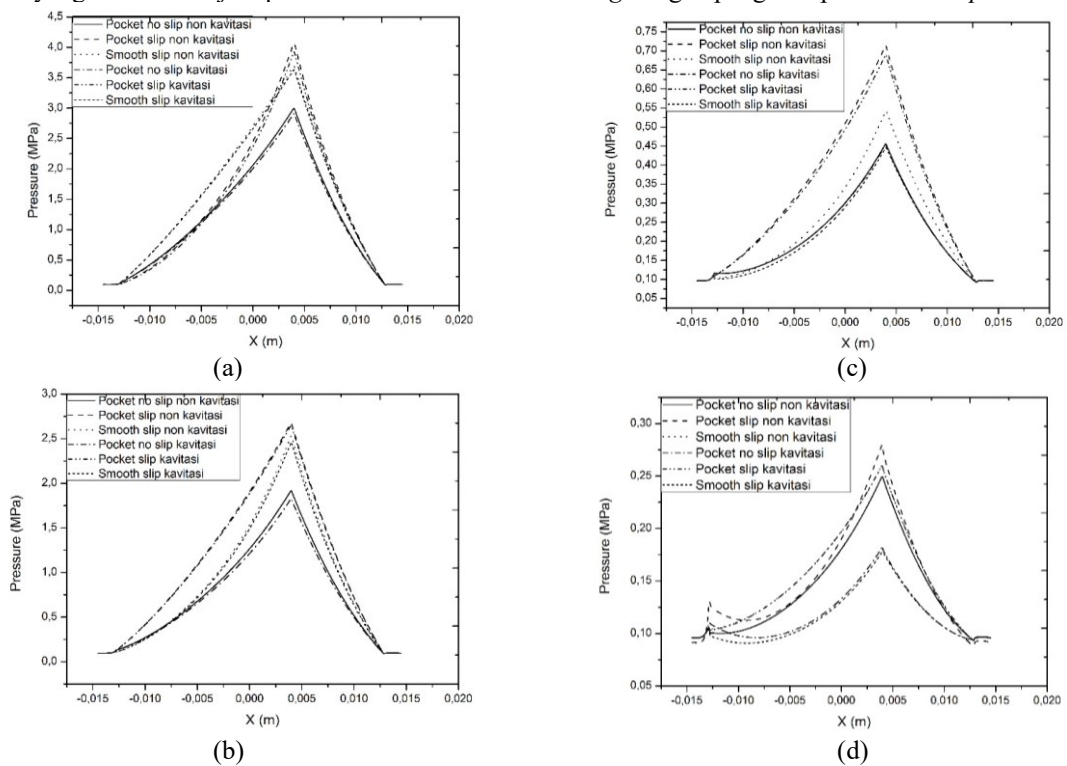 4,5
4,0
3,5
3,0
2,5
2,0
1,5
1,0
0,5
0,0
Pressure (MPa)
Pocket no slip non kavitasi
Pocket slip non kavitasi
Smooth slip non kavitasi
Pocket no slip kavitasi
Pocket slip kavitasi
Smooth slip kavitasi
-0,015 -0,010 -0,005 0,000 0,005 0,010 0,015 0,020
X (m)
(a)
0,75
0,70
0,65
0,60
0,55
0,50
0,45
0,40
0,35
0,30
0,25
0,20
0,15
0,10
0,05
Pressure (MPa)
Pocket no slip non kavitasi
Pocket slip non kavitasi
Smooth slip non kavitasi
Pocket no slip kavitasi
Pocket slip kavitasi
Smooth slip kavitasi
-0,015 -0,010 -0,005 0,000 0,005 0,010 0,015 0,020
X (m)
(c)
3,0
2,5
2,0
1,5
1,0
0,5
0,0
Pressure (MPa)
Pocket no slip non kavitasi
Pocket slip non kavitasi
Smooth slip non kavitasi
Pocket no slip kavitasi
Pocket slip kavitasi
Smooth slip kavitasi
-0,015 -0,010 -0,005 0,000 0,005 0,010 0,015 0,020
X (m)
(b)
0,30
0,25
0,20
0,15
0,10
0,05
Pressure (MPa)
Pocket no slip non kavitasi
Pocket slip non kavitasi
Smooth slip non kavitasi
Pocket no slip kavitasi
Pocket slip kavitasi
Smooth slip kavitasi
-0,015 -0,010 -0,005 0,000 0,005 0,010 0,015 0,020
X (m)
(d)